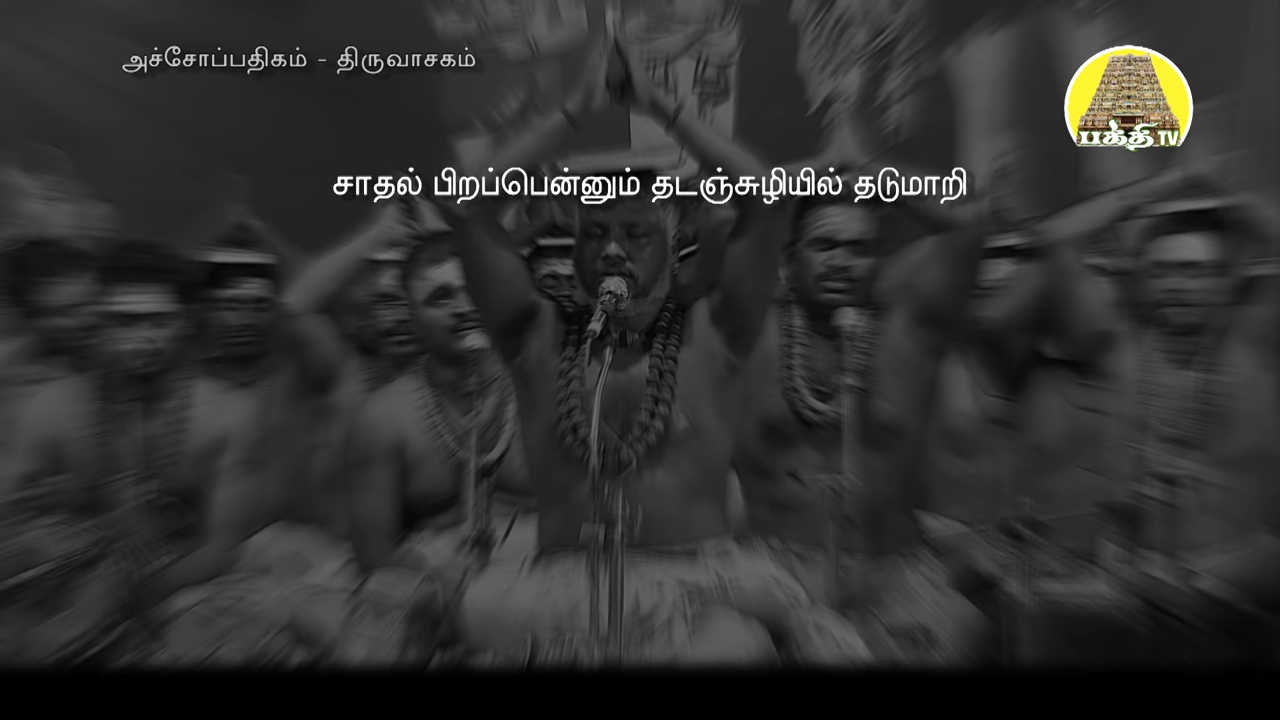 அச்சோப்பதிகம் - திருவாசகம்
பக்தி TV
சாதல் பிறப்பென்னும் தடஞ்சுழியில் தடுமாறி